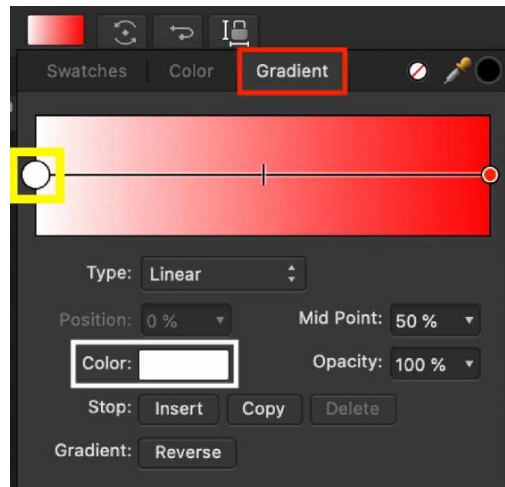 Swatches Color Gradient
Type: Linear
Position: 0 % Mid Point: 50 %
Color: Opacity: 100 %
Stop: Insert Copy Delete
Gradient: Reverse